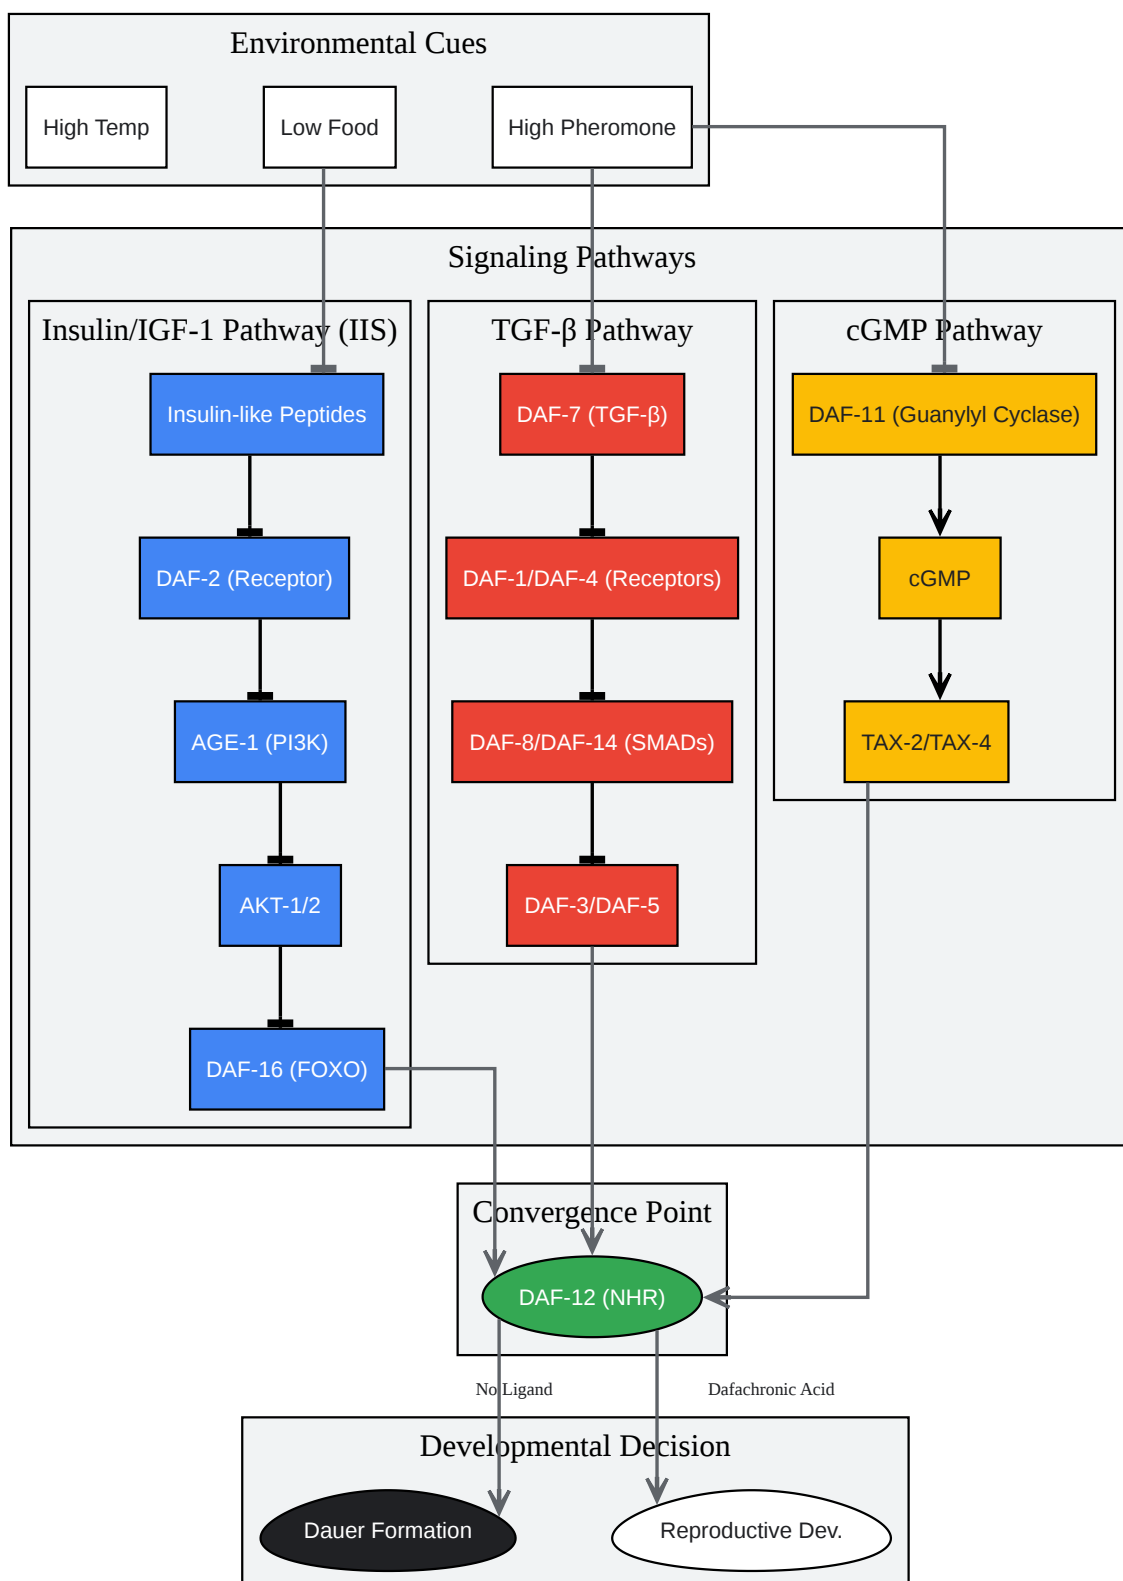 Environmental Cues
High Temp
Low Food
High Pheromone
Signaling Pathways
Insulin/IGF-1 Pathway (IIS)
TGF-β Pathway
cGMP Pathway
Insulin-like Peptides
DAF-7 (TGF-β)
DAF-11 (Guanylyl Cyclase)
DAF-2 (Receptor)
DAF-1/DAF-4 (Receptors)
cGMP
AGE-1 (PI3K)
DAF-8/DAF-14 (SMADs)
TAX-2/TAX-4
AKT-1/2
DAF-3/DAF-5
DAF-16 (FOXO)
Convergence Point
DAF-12 (NHR)
No Ligand
Dafachronic Acid
Developmental Decision
Dauer Formation
Reproductive Dev.